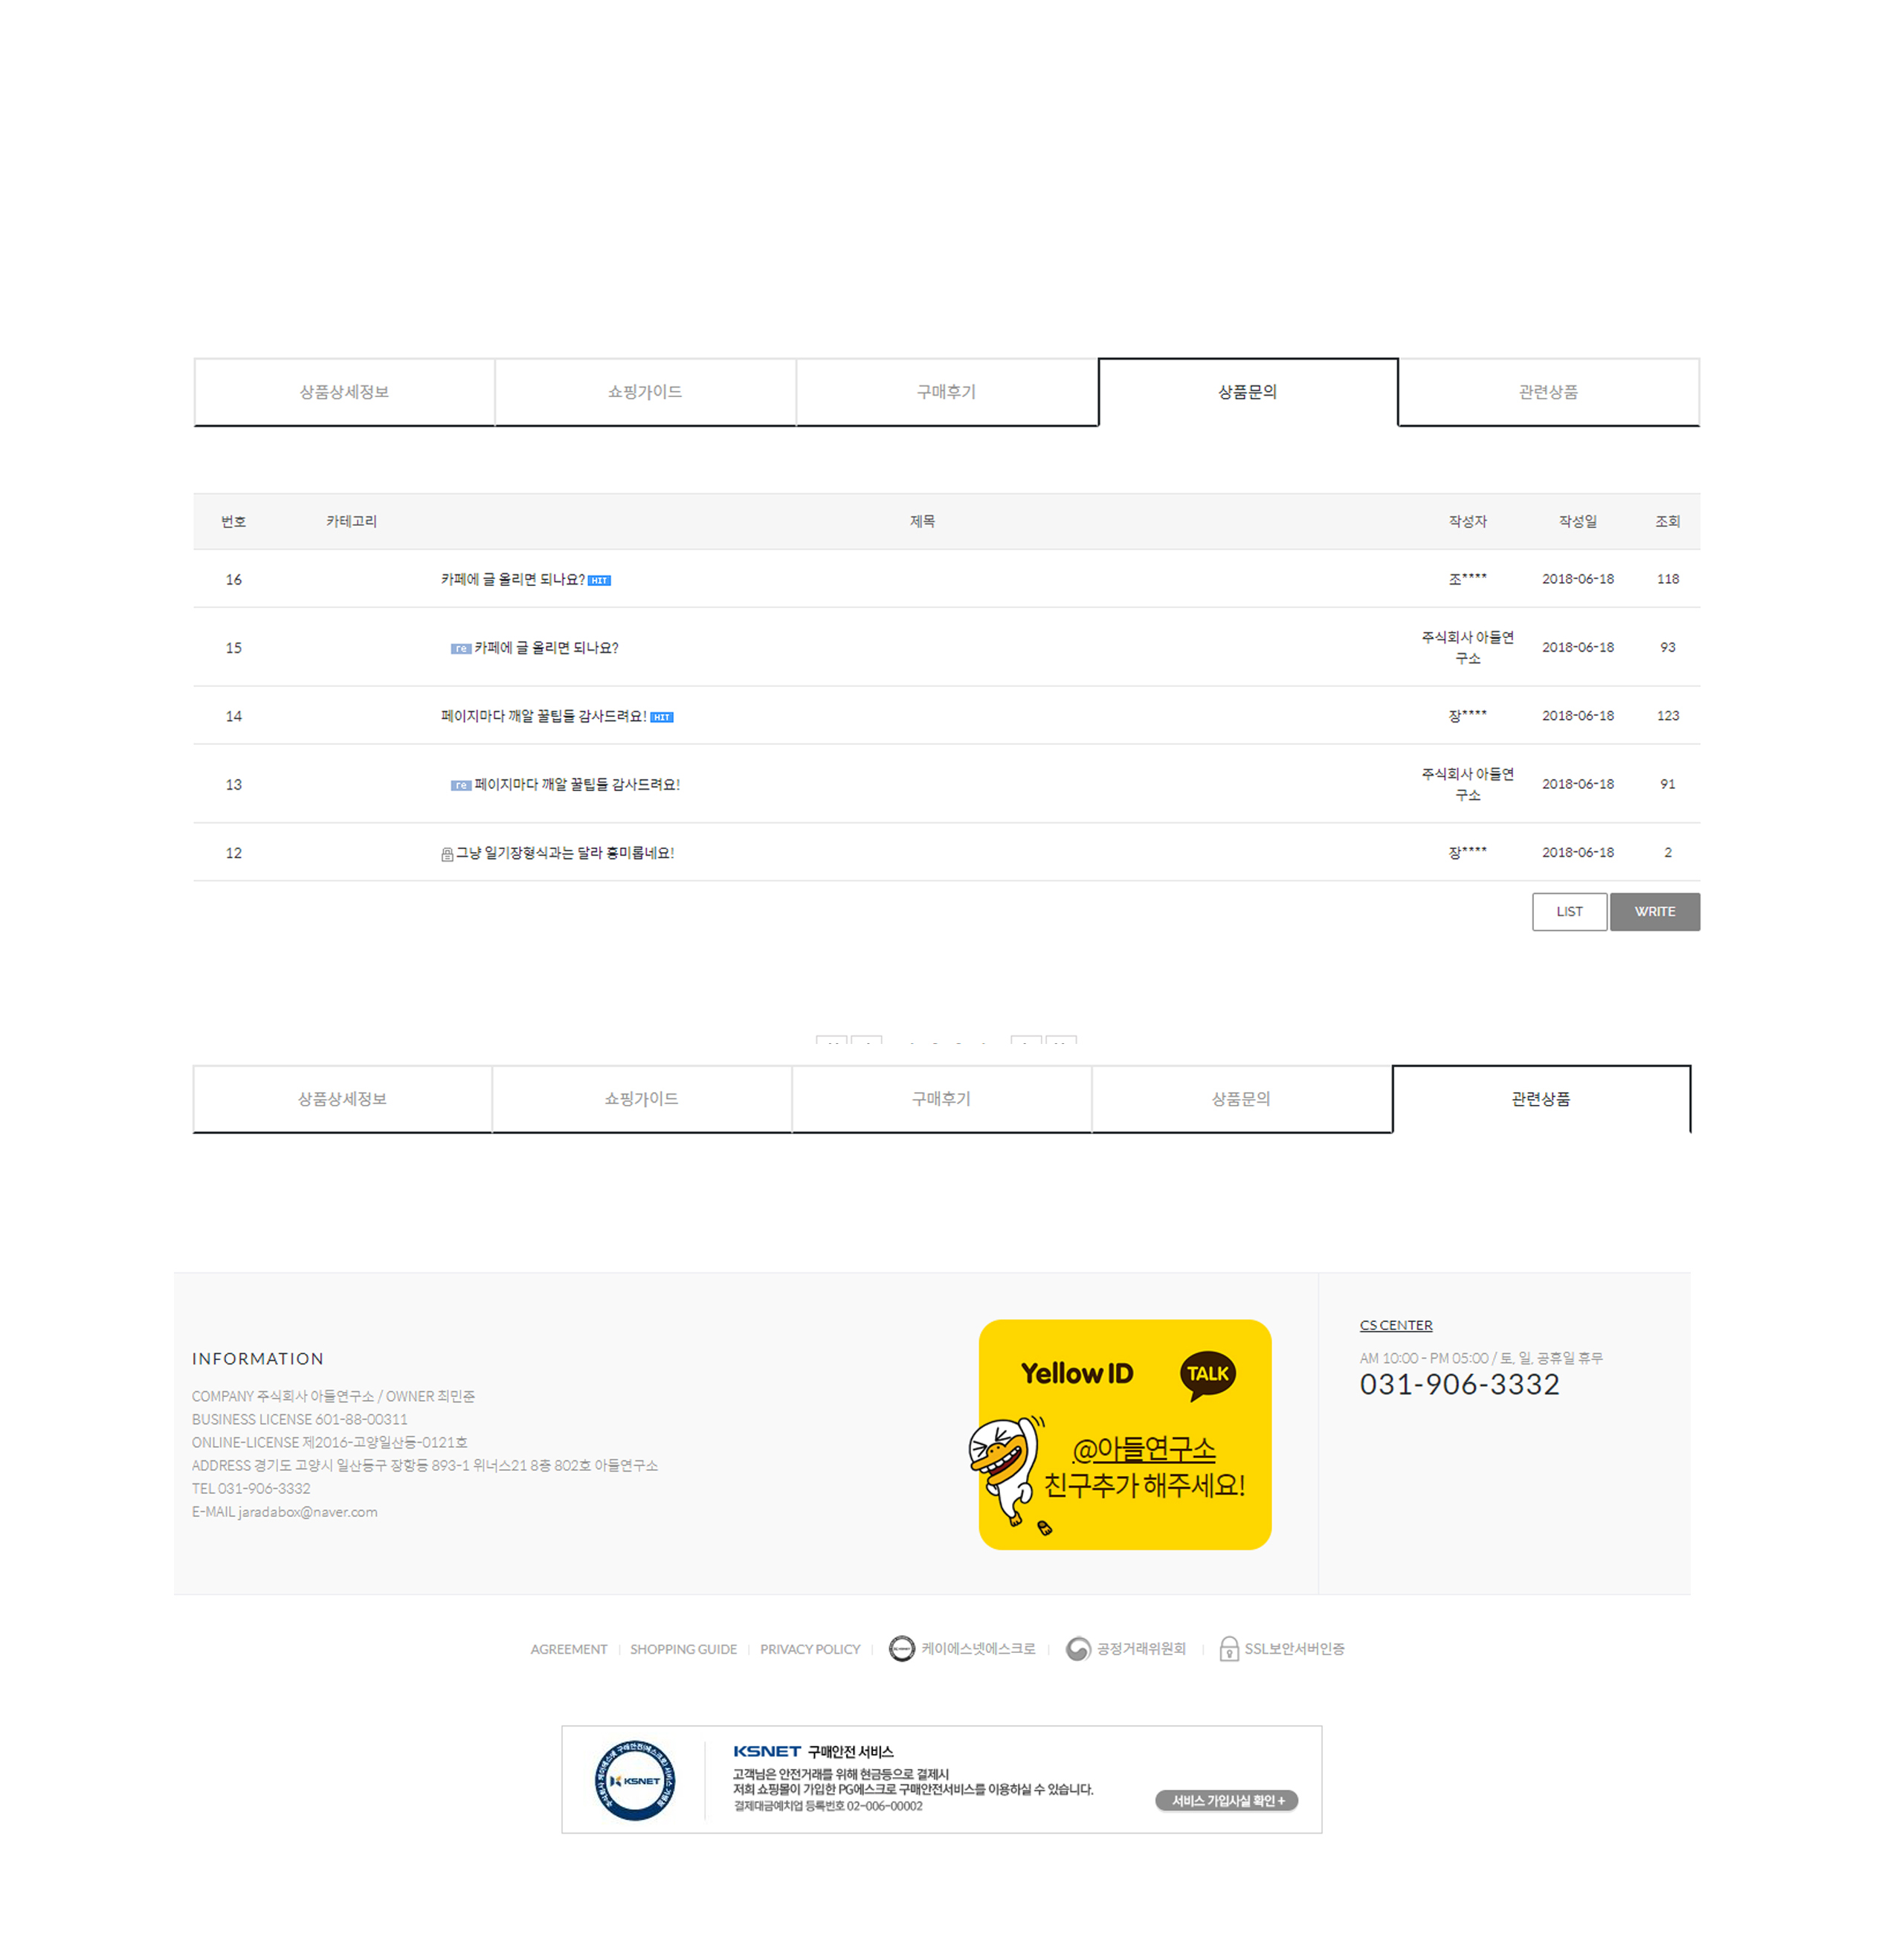 상품상세정보 쇼핑가이드 구매후기 상품문의 관련상품
번호 카테고리 제목 작성자 작성일 조회
16 카페에 글 올리면 되나요? HIT 조**** 2018-06-18 118
15 re 카페에 글 올리면 되나요? 주식회사 아들연구소 2018-06-18 93
14 페이지마다 깨알 꿀팁들 감사드려요! HIT 장**** 2018-06-18 123
13 re 페이지마다 깨알 꿀팁들 감사드려요! 주식회사 아들연구소 2018-06-18 91
12 그냥 일기장형식과는 달라 흥미롭네요! 장**** 2018-06-18 2
LIST WRITE
상품상세정보 쇼핑가이드 구매후기 상품문의 관련상품
INFORMATION
COMPANY 주식회사 아들연구소 / OWNER 최민준
BUSINESS LICENSE 601-88-00311
ONLINE-LICENSE 제2016-고양일산동-0121호
ADDRESS 경기도 고양시 일산동구 장항동 893-1 위너스21 8층 802호 아들연구소
TEL 031-906-3332
E-MAIL jaradabox@naver.com
Yellow ID TALK
@아들연구소
친구추가 해주세요!
CS CENTER
AM 10:00 - PM 05:00 / 토, 일, 공휴일 휴무
031-906-3332
AGREEMENT SHOPPING GUIDE PRIVACY POLICY 케이에스넷에스크로 공정거래위원회 SSL보안서버인증
KSNET
KSNET 구매안전 서비스
고객님은 안전거래를 위해 현금등으로 결제시
저희 쇼핑몰이 가입한 PG에스크로 구매안전서비스를 이용하실 수 있습니다.
결제대금예치업 등록번호 02-006-00002
서비스 가입사실 확인 +